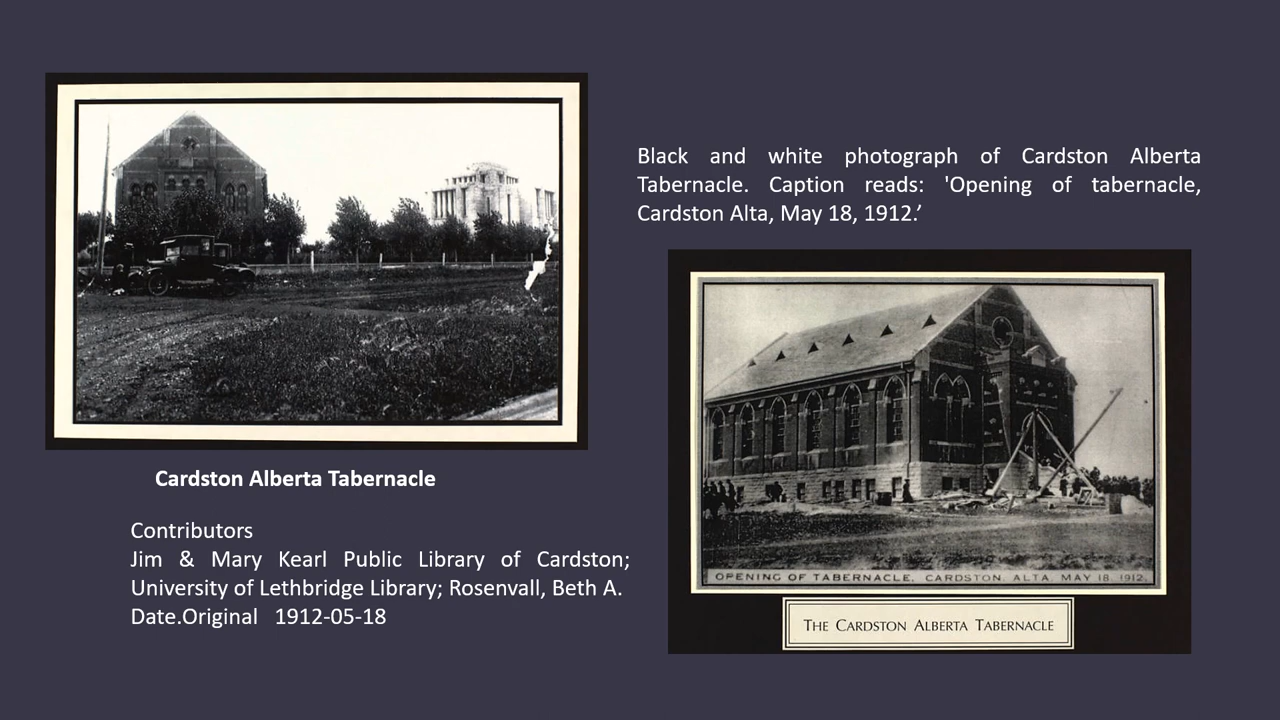 Black and white photograph of Cardston Alberta
Tabernacle. Caption reads: 'Opening of tabernacle,
Cardston Alta, May 18, 1912.’
OPENING OF TABERNACLE, CARDSTON, ALTA, MAY 18 1912.
THE CARDSTON ALBERTA TABERNACLE
Cardston Alberta Tabernacle
Contributors
Jim & Mary Kearl Public Library of Cardston;
University of Lethbridge Library; Rosenvall, Beth A.
Date.Original 1912-05-18